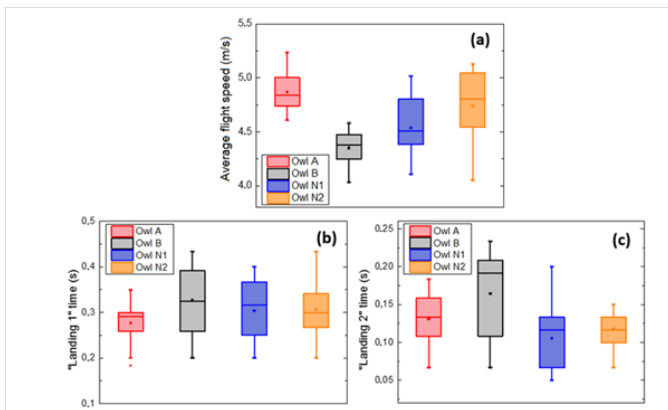 (a)
Average flight speed (m/s)
5.5
5.0
4.5
4.0
Owl A
Owl B
Owl N1
Owl N2
(b)
"Landing 1" time (s)
0,5
0,4
0,3
0,2
0,1
Owl A
Owl B
Owl N1
Owl N2
(c)
"Landing 2" time (s)
0,25
0,20
0,15
0,10
0,05
Owl A
Owl B
Owl N1
Owl N2